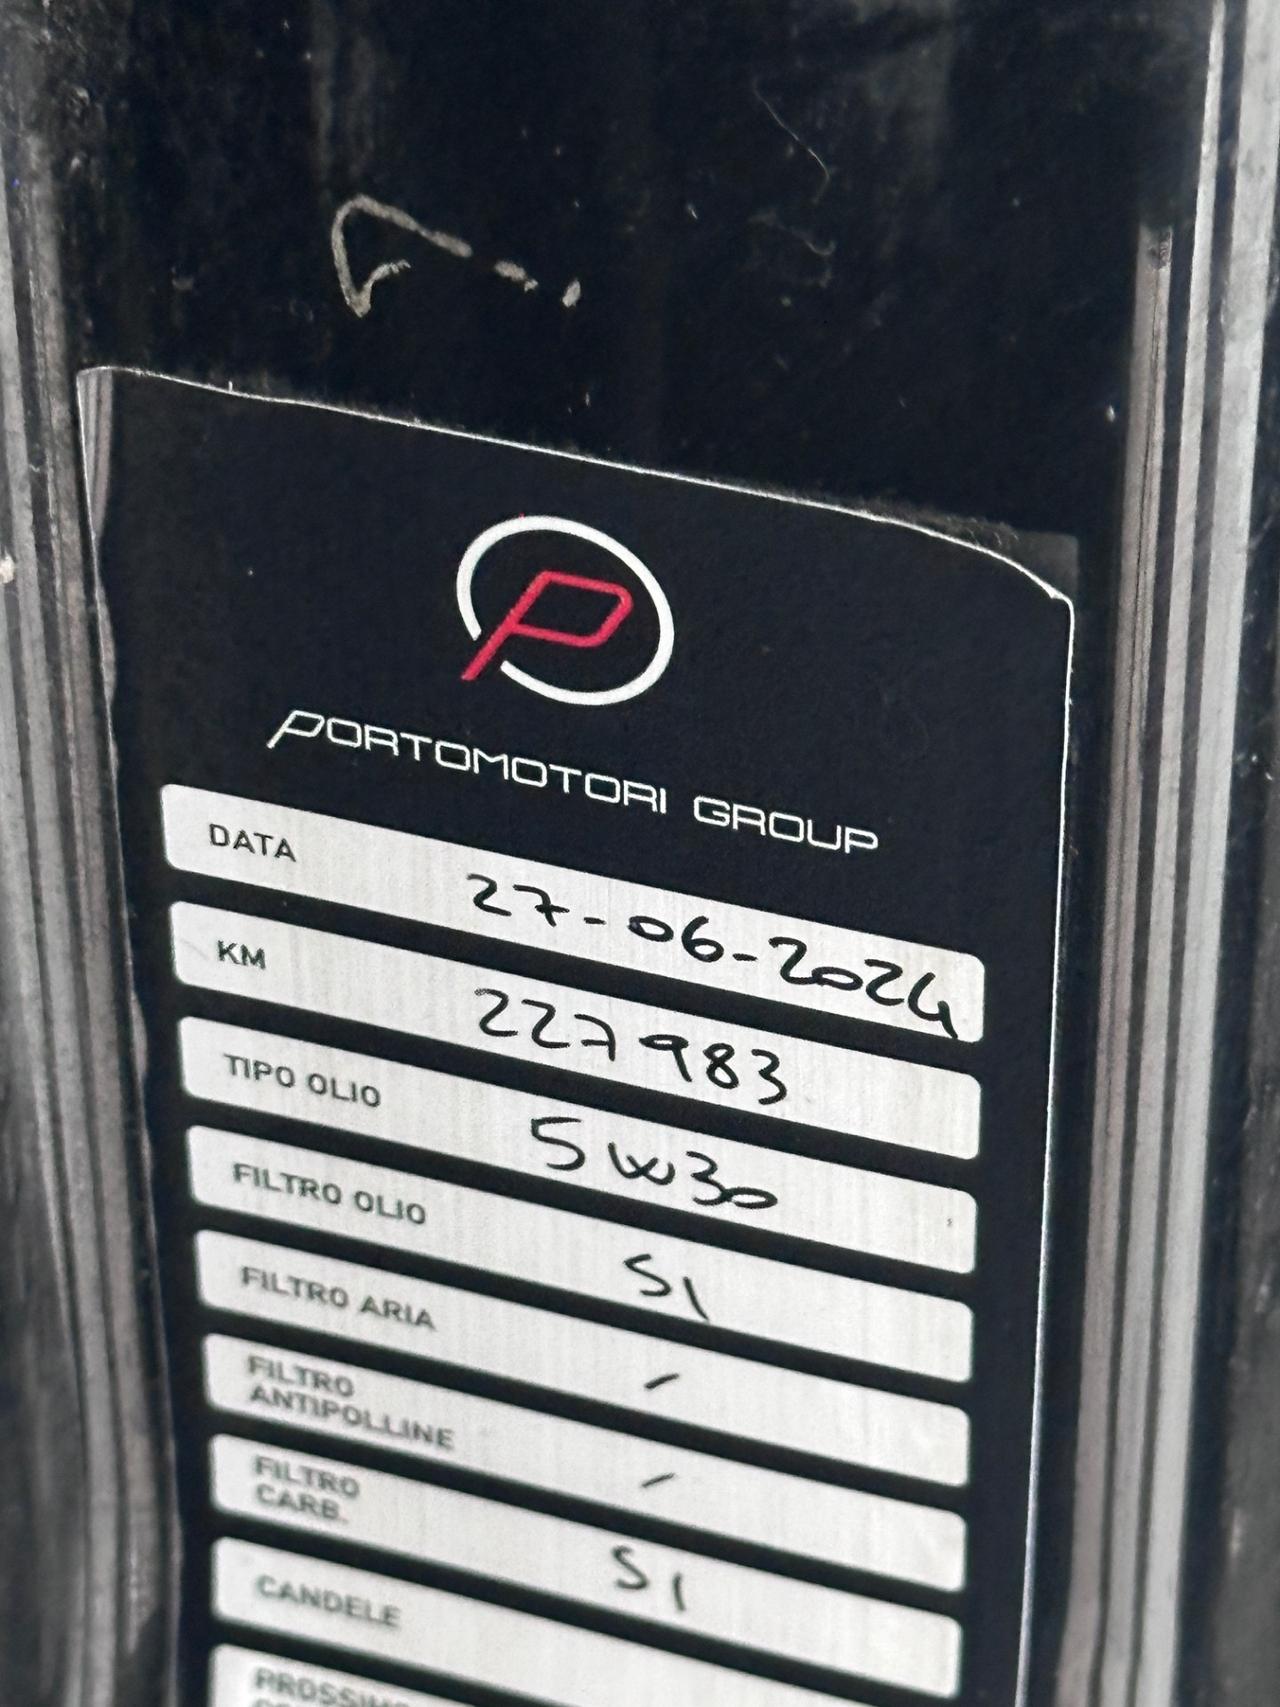 P
PORTOMOTORI GROUP
DATA 27-06-2024
KM 227983
TIPO OLIO 5W30
FILTRO OLIO SI
FILTRO ARIA -
FILTRO
ANTIPOLLINE -
FILTRO
CARB. SI
CANDELE